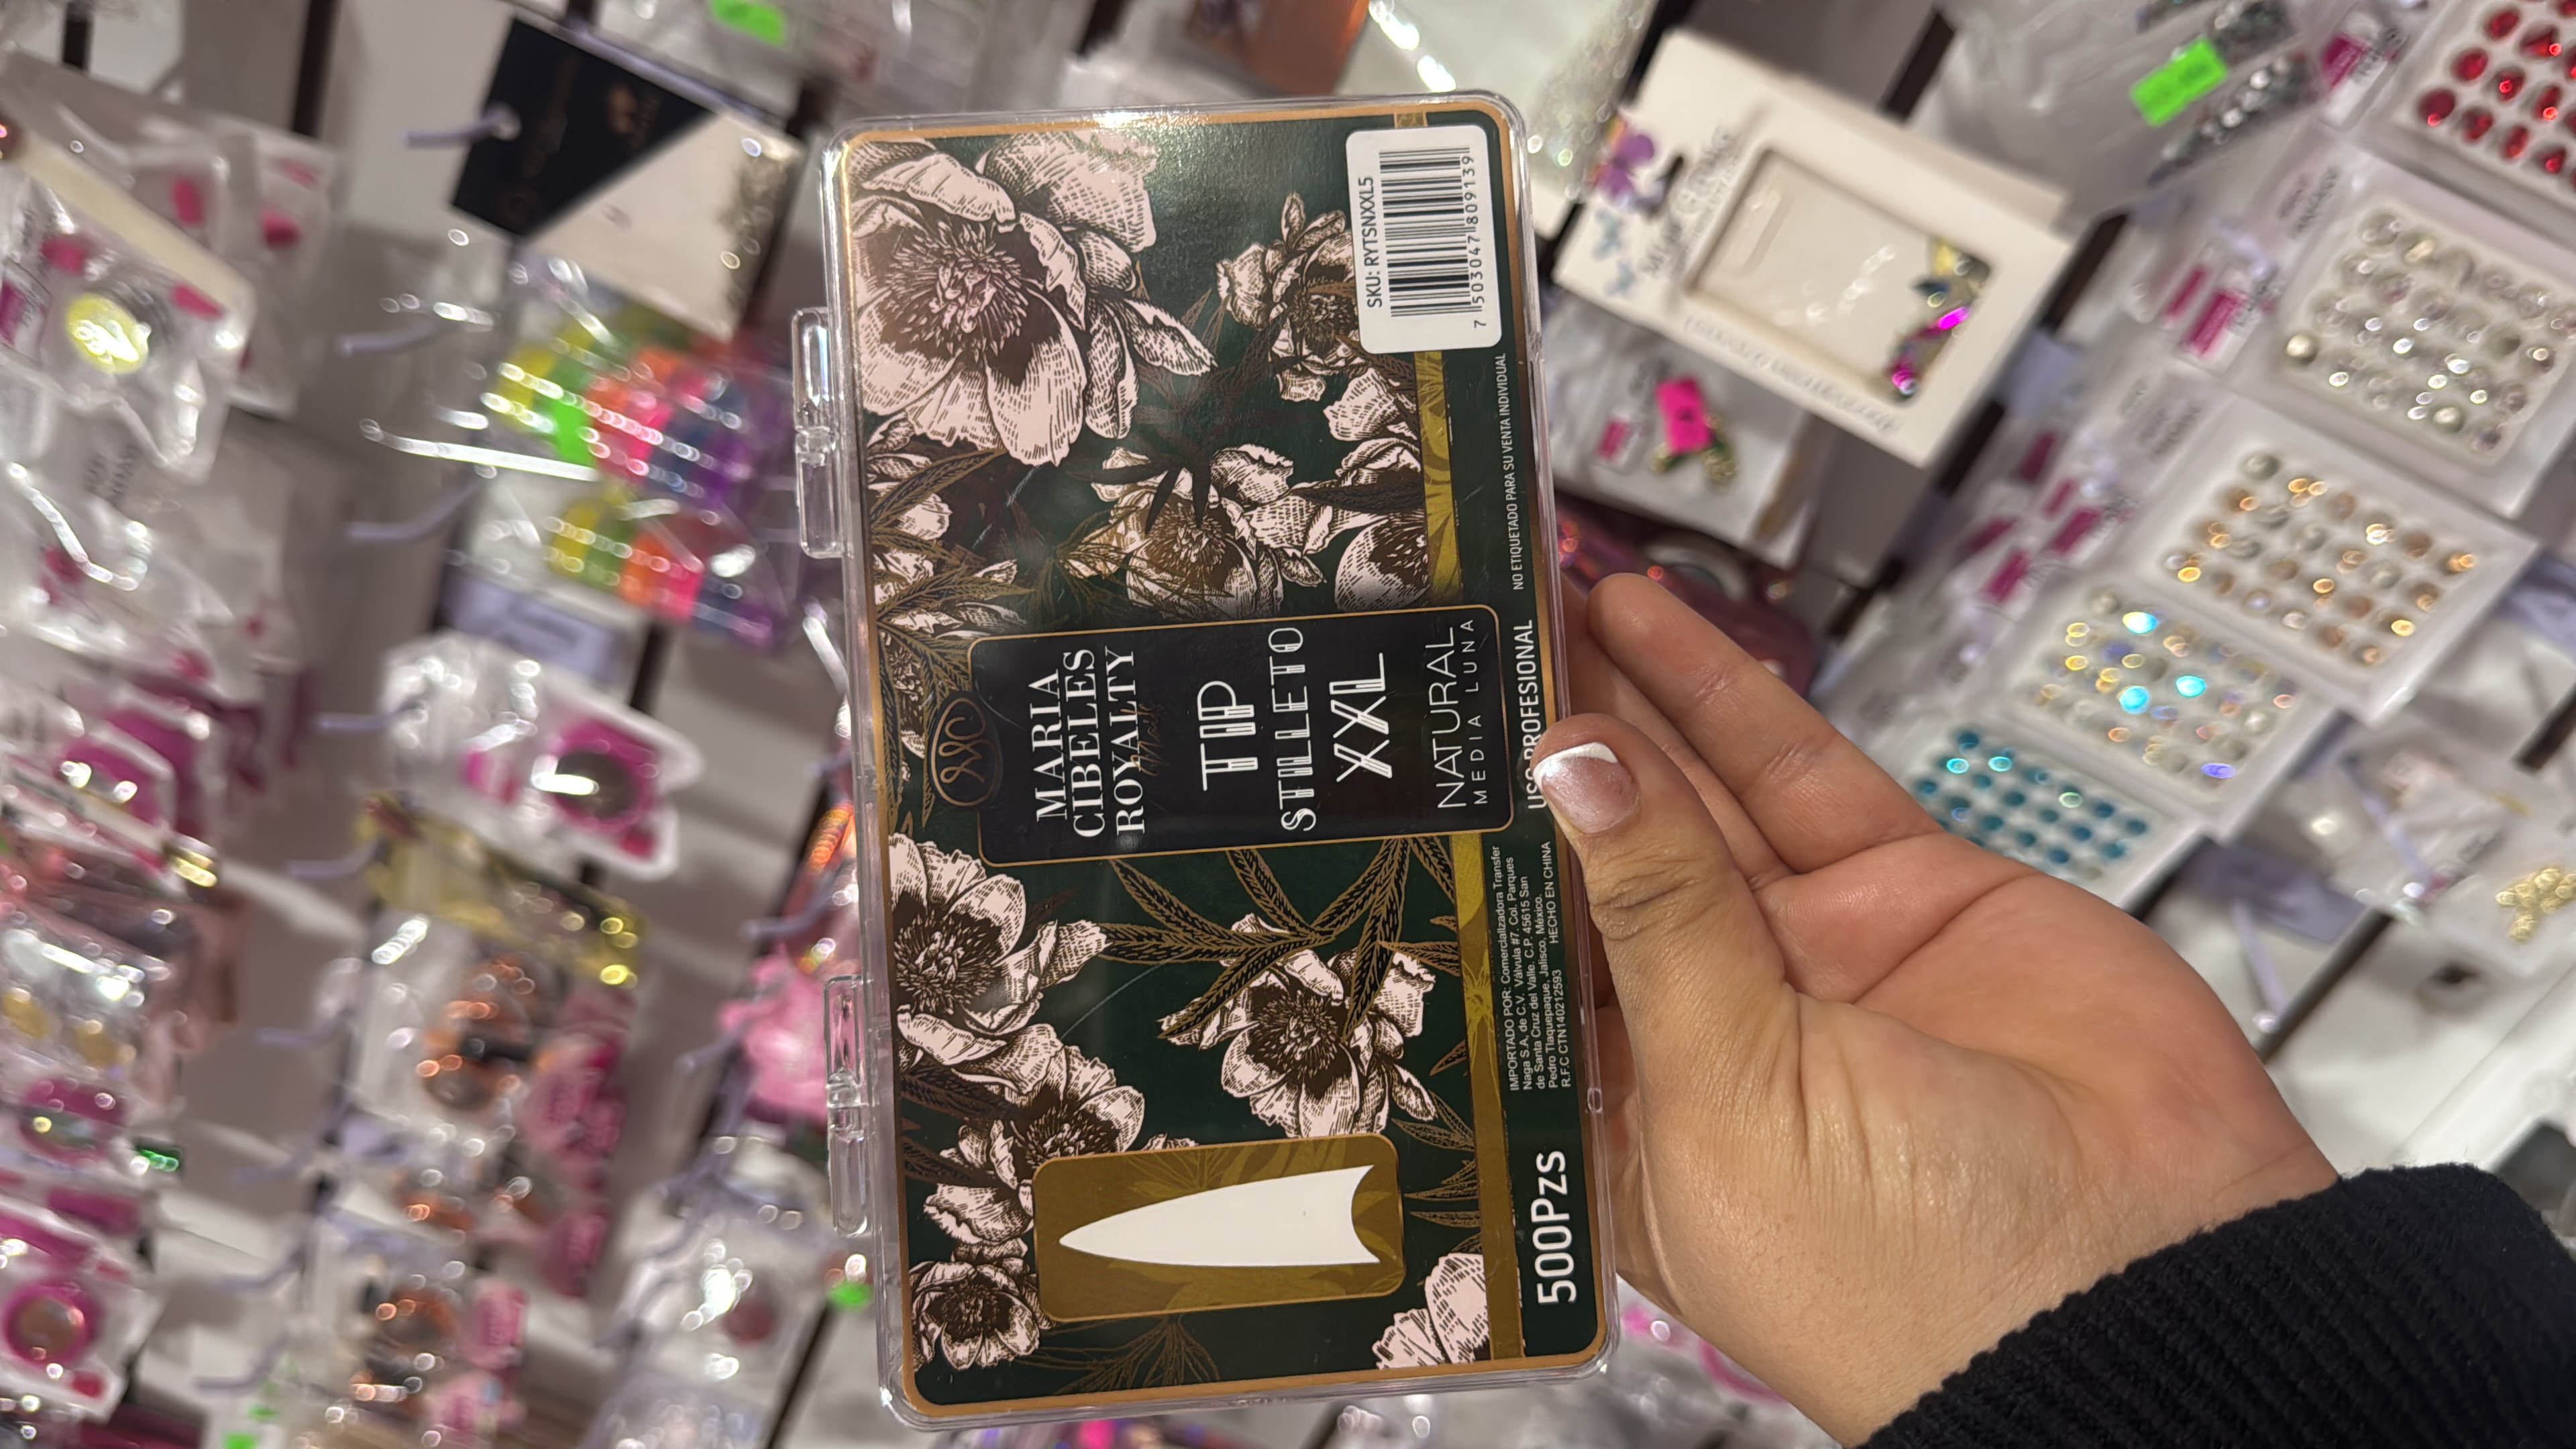 MARIA
CIBELES
ROYALTY
TIP
STILLETO
XXL
NATURAL
MEDIA LUNA
SKU: RYTSNXXL5
7 503047 809139
NO ETIQUETADO PARA SU VENTA INDIVIDUAL
PROFESIONAL
IMPORTADO POR: Comercializadora Transfer
Naga S.A. de C.V. Válvula #7, Col. Parques
de Santa Cruz del Valle, C.P. 45615 San
Pedro Tlaquepaque, Jalisco, México.
R.F.C CTN140212593 HECHO EN CHINA
500Pzs